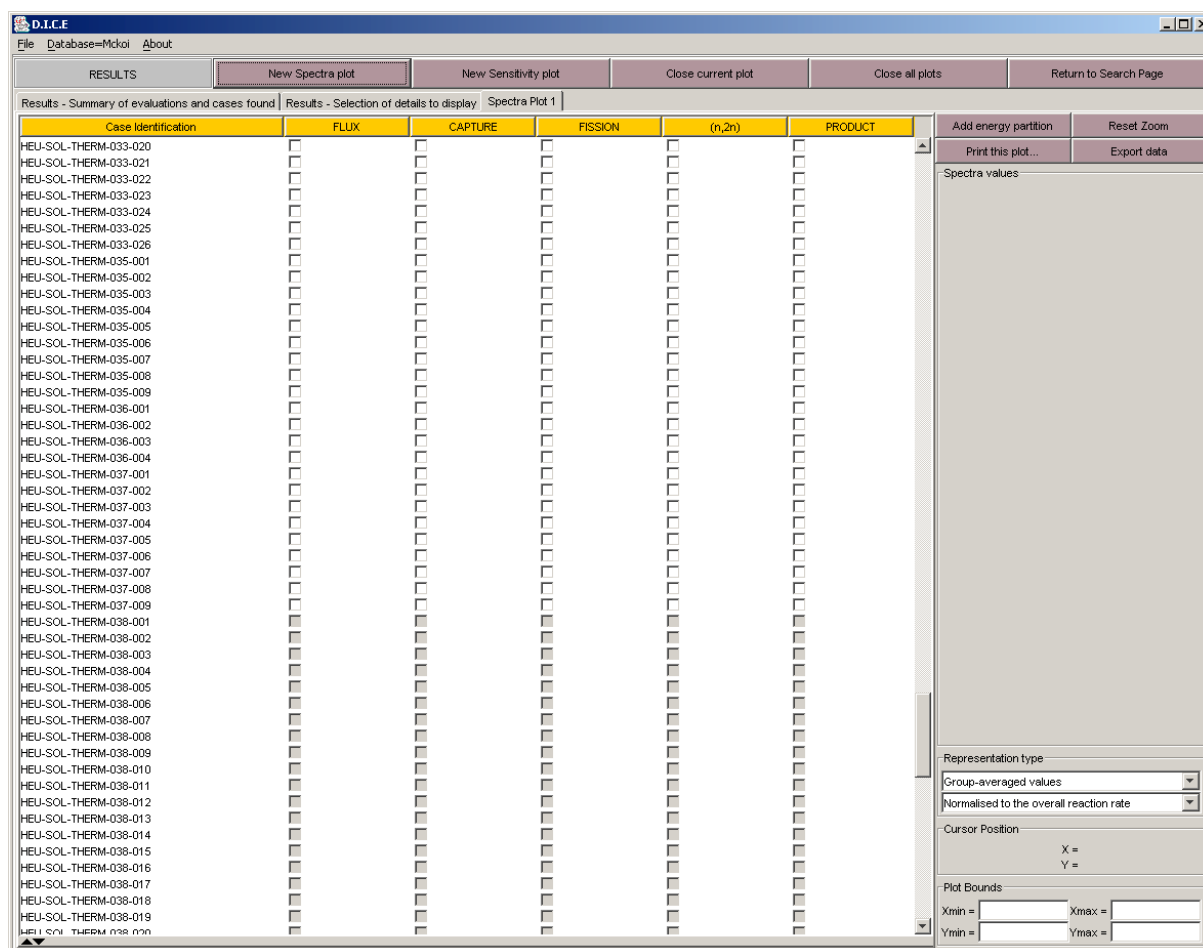 D.I.C.E
File Database=Mckoi About
RESULTS New Spectra plot New Sensitivity plot Close current plot Close all plots Return to Search Page
Results - Summary of evaluations and cases found Results - Selection of details to display Spectra Plot 1
Case Identification FLUX CAPTURE FISSION (n,2n) PRODUCT
Add energy partition Reset Zoom
Print this plot... Export data
Spectra values
HEU-SOL-THERM-033-020
HEU-SOL-THERM-033-021
HEU-SOL-THERM-033-022
HEU-SOL-THERM-033-023
HEU-SOL-THERM-033-024
HEU-SOL-THERM-033-025
HEU-SOL-THERM-033-026
HEU-SOL-THERM-035-001
HEU-SOL-THERM-035-002
HEU-SOL-THERM-035-003
HEU-SOL-THERM-035-004
HEU-SOL-THERM-035-005
HEU-SOL-THERM-035-006
HEU-SOL-THERM-035-007
HEU-SOL-THERM-035-008
HEU-SOL-THERM-035-009
HEU-SOL-THERM-036-001
HEU-SOL-THERM-036-002
HEU-SOL-THERM-036-003
HEU-SOL-THERM-036-004
HEU-SOL-THERM-037-001
HEU-SOL-THERM-037-002
HEU-SOL-THERM-037-003
HEU-SOL-THERM-037-004
HEU-SOL-THERM-037-005
HEU-SOL-THERM-037-006
HEU-SOL-THERM-037-007
HEU-SOL-THERM-037-008
HEU-SOL-THERM-037-009
HEU-SOL-THERM-038-001
HEU-SOL-THERM-038-002
HEU-SOL-THERM-038-003
HEU-SOL-THERM-038-004
HEU-SOL-THERM-038-005
HEU-SOL-THERM-038-006
HEU-SOL-THERM-038-007
HEU-SOL-THERM-038-008
HEU-SOL-THERM-038-009
HEU-SOL-THERM-038-010
HEU-SOL-THERM-038-011
HEU-SOL-THERM-038-012
HEU-SOL-THERM-038-013
HEU-SOL-THERM-038-014
HEU-SOL-THERM-038-015
HEU-SOL-THERM-038-016
HEU-SOL-THERM-038-017
HEU-SOL-THERM-038-018
HEU-SOL-THERM-038-019
HEU-SOL-THERM-038-020
Representation type
Group-averaged values
Normalised to the overall reaction rate
Cursor Position
X =
Y =
Plot Bounds
Xmin = Xmax =
Ymin = Ymax =